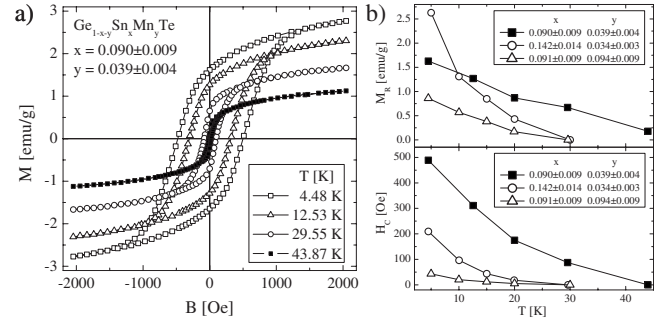 a)
Ge1-x-ySnxMnyTe
x = 0.090±0.009
y = 0.039±0.004
M [emu/g]
3
2
1
0
-1
-2
-3
T [K]
4.48 K
12.53 K
29.55 K
43.87 K
-2000 -1000 0 1000 2000
B [Oe]
b)
MR [emu/g]
2.5
2.0
1.5
1.0
0.5
0.0
x y
0.090±0.009 0.039±0.004
0.142±0.014 0.034±0.003
0.091±0.009 0.094±0.009
HC [Oe]
500
400
300
200
100
0
x y
0.090±0.009 0.039±0.004
0.142±0.014 0.034±0.003
0.091±0.009 0.094±0.009
10 20 30 40
T [K]